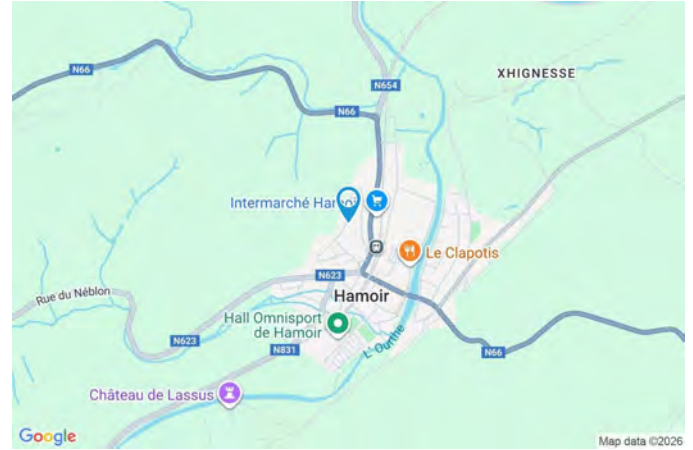 N66
N654
XHIGNESSE
N66
Intermarché Hamoi
Le Clapotis
N623
Rue du Néblon
Hamoir
Hall Omnisport
de Hamoir
N623
N831
L'Ourthe
N66
Château de Lassus
Google
Map data ©2026